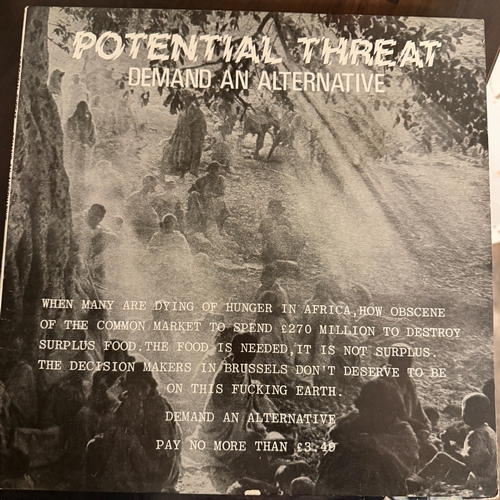 POTENTIAL THREAT
DEMAND AN ALTERNATIVE
WHEN MANY ARE DYING OF HUNGER IN AFRICA,HOW OBSCENE
OF THE COMMON MARKET TO SPEND £270 MILLION TO DESTROY
SURPLUS FOOD.THE FOOD IS NEEDED,IT IS NOT SURPLUS.
THE DECISION MAKERS IN BRUSSELS DON'T DESERVE TO BE
ON THIS FUCKING EARTH.
DEMAND AN ALTERNATIVE
PAY NO MORE THAN £3.49